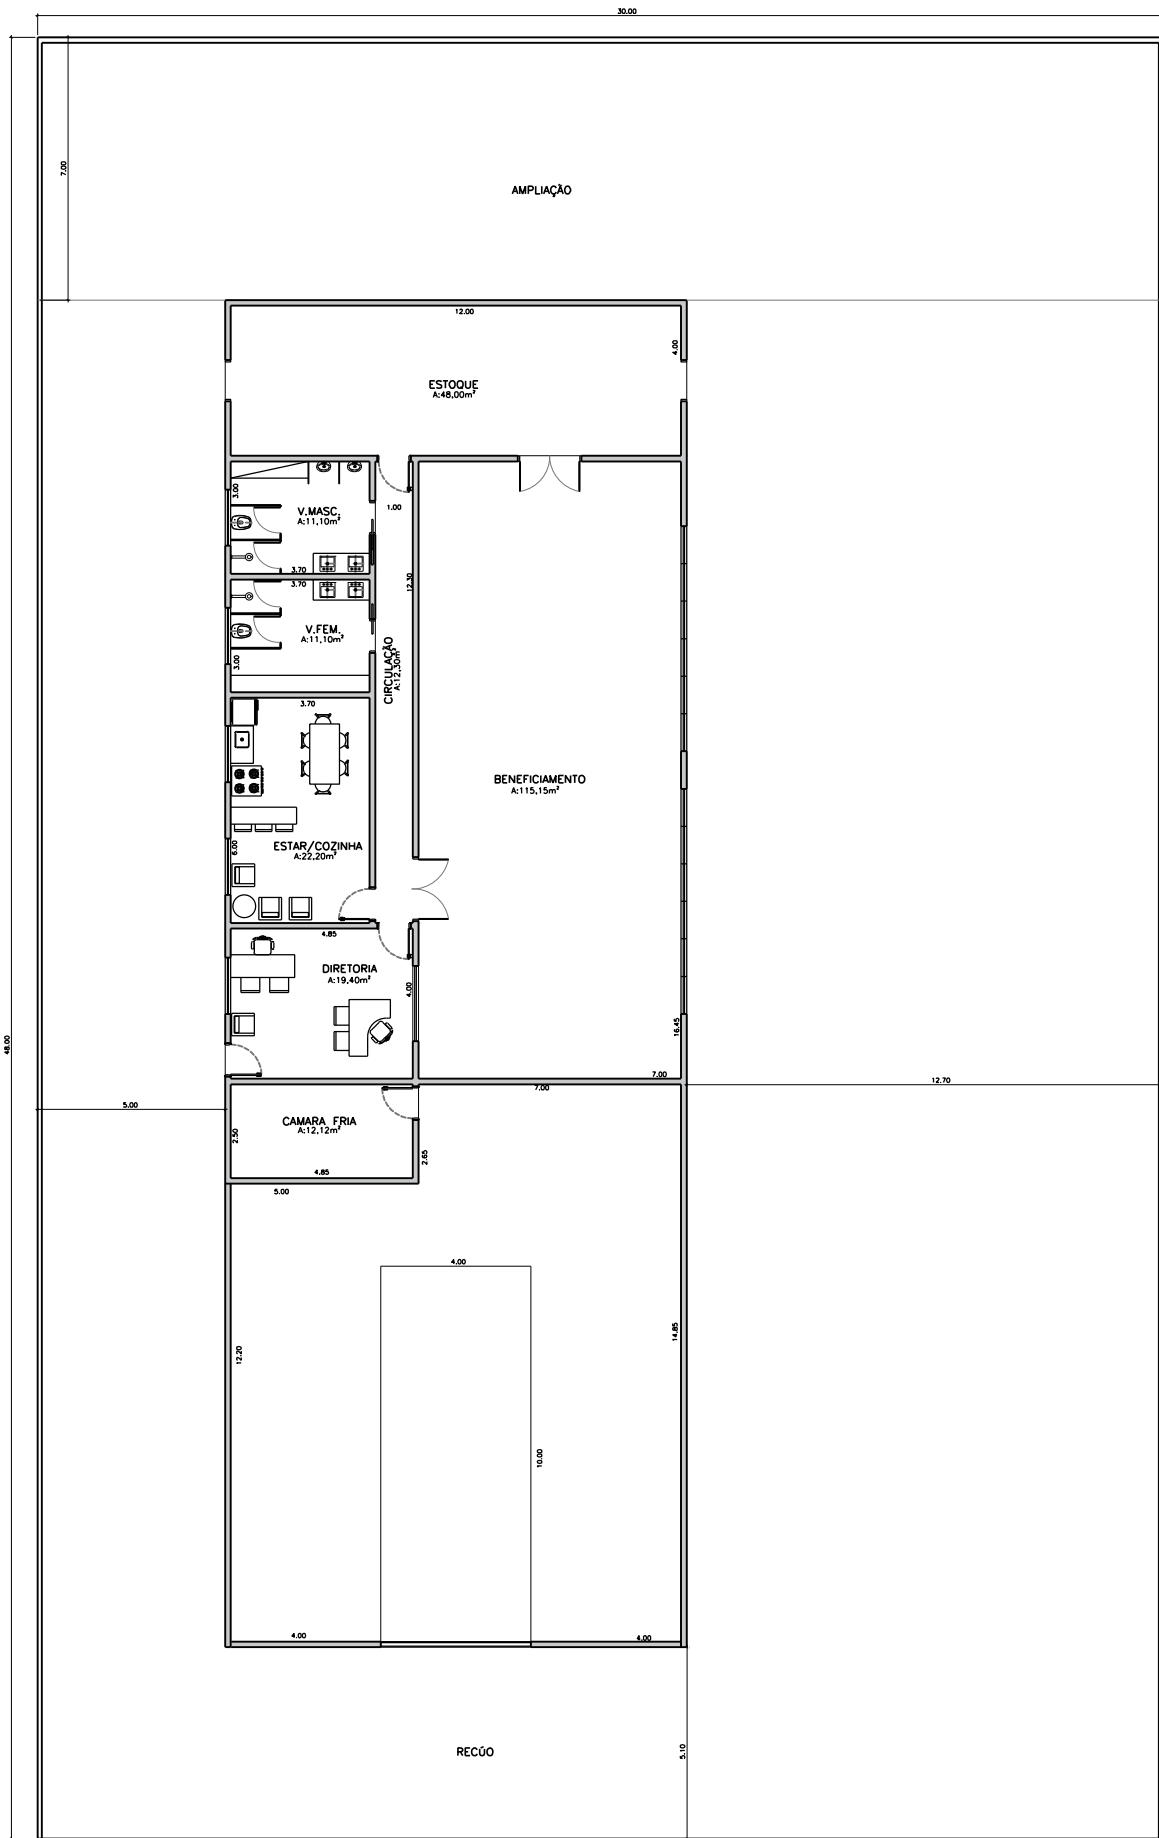 30.00
7.00
AMPLIAÇÃO
12.00
4.00
ESTOQUE
A:48,00m²
3.00
1.00
V.MASC.
A:11,10m²
3.70
3.70
12.30
V.FEM.
A:11,10m²
3.00
CIRCULAÇÃO
A:12,30m²
3.70
BENEFICIAMENTO
A:115,15m²
6.00
ESTAR/COZINHA
A:22,20m²
4.85
DIRETORIA
A:19,40m²
4.00
16.45
48.00
7.00
7.00
12.70
5.00
CAMARA FRIA
A:12,12m²
2.50
2.65
4.85
5.00
4.00
12.20
14.85
10.00
4.00
4.00
RECÚO
5.10